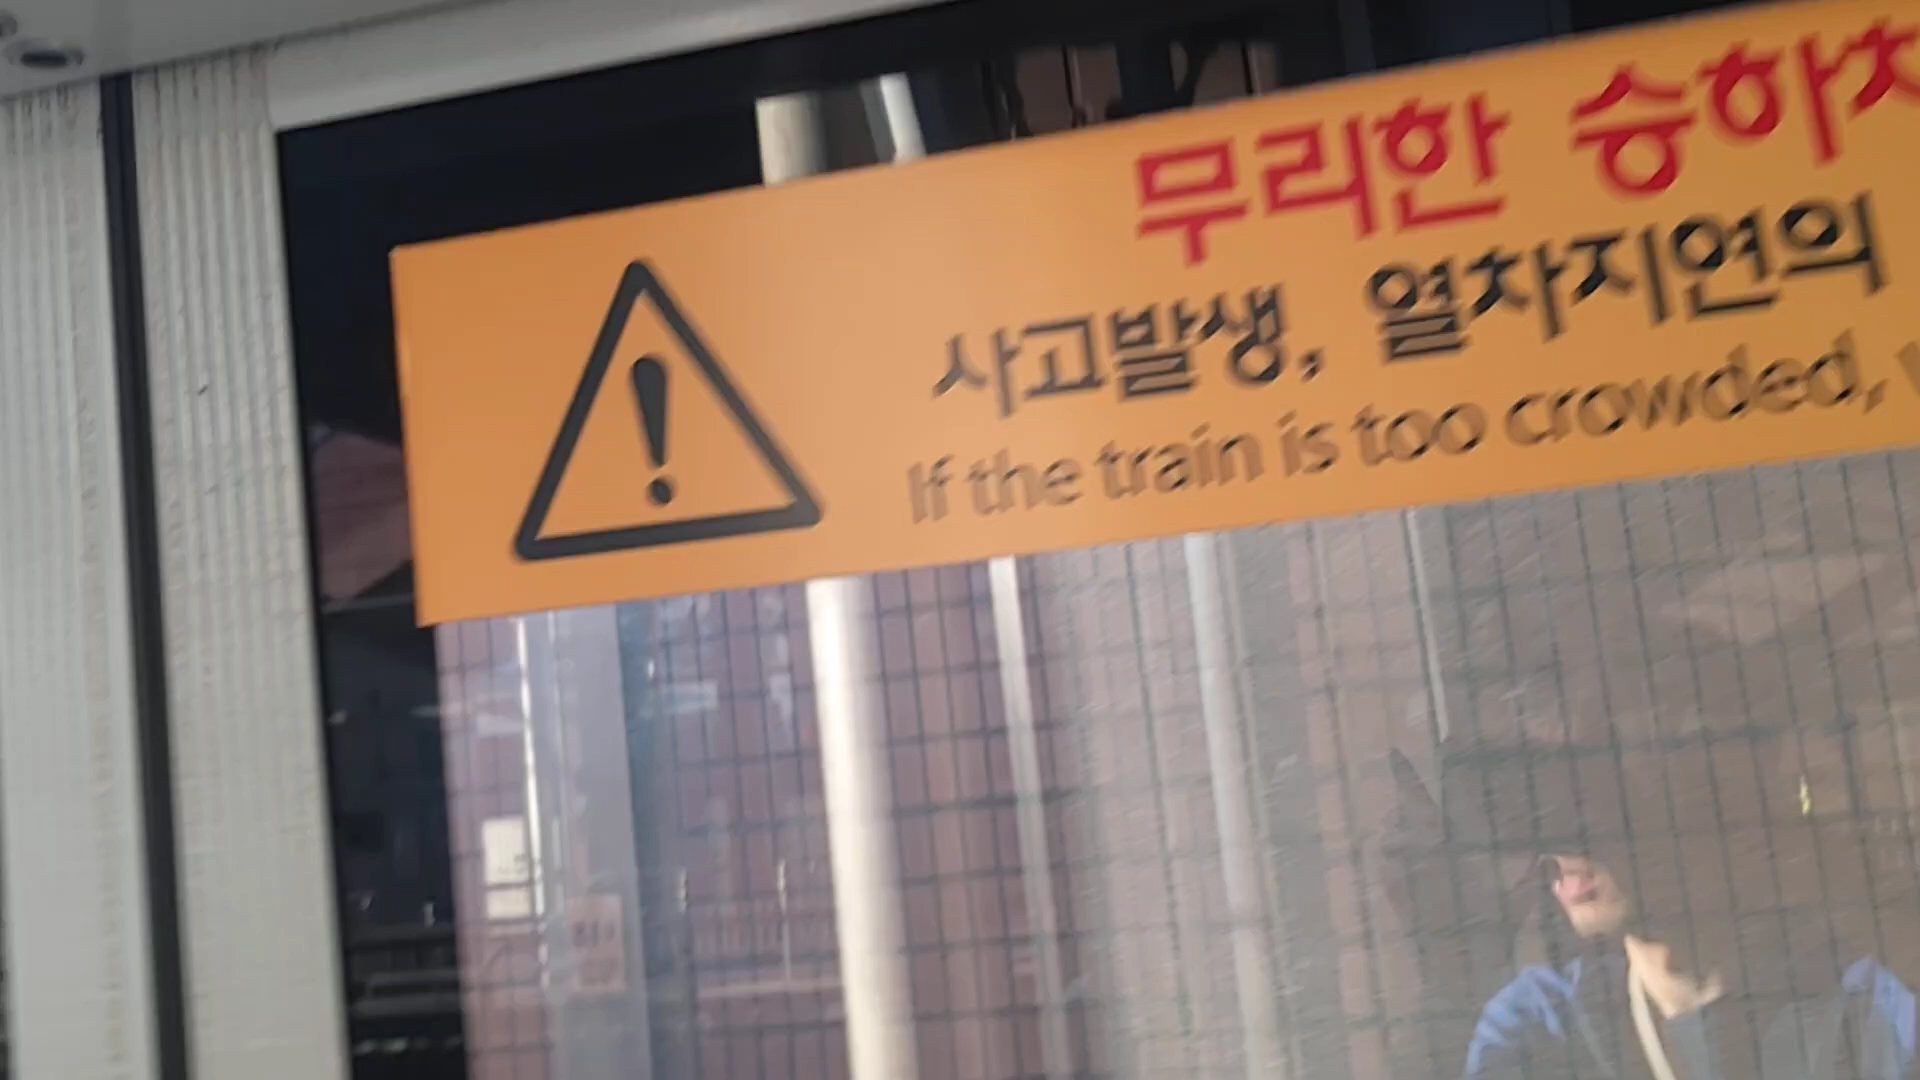 무리한 승하
사고발생, 열차지연의
If the train is too crowded,